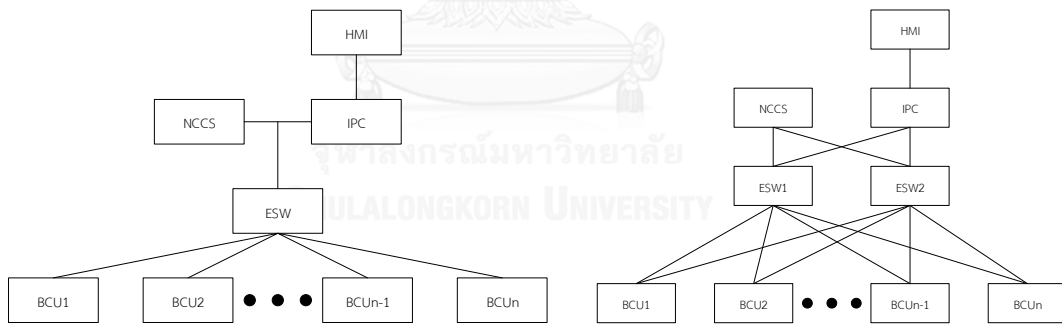 HMI
NCCS
IPC
ESW
BCU1
BCU2
BCUn-1
BCUn
HMI
NCCS
IPC
ESW1
ESW2
BCU1
BCU2
BCUn-1
BCUn
จุฬาลงกรณ์มหาวิทยาลัย
CHULALONGKORN UNIVERSITY